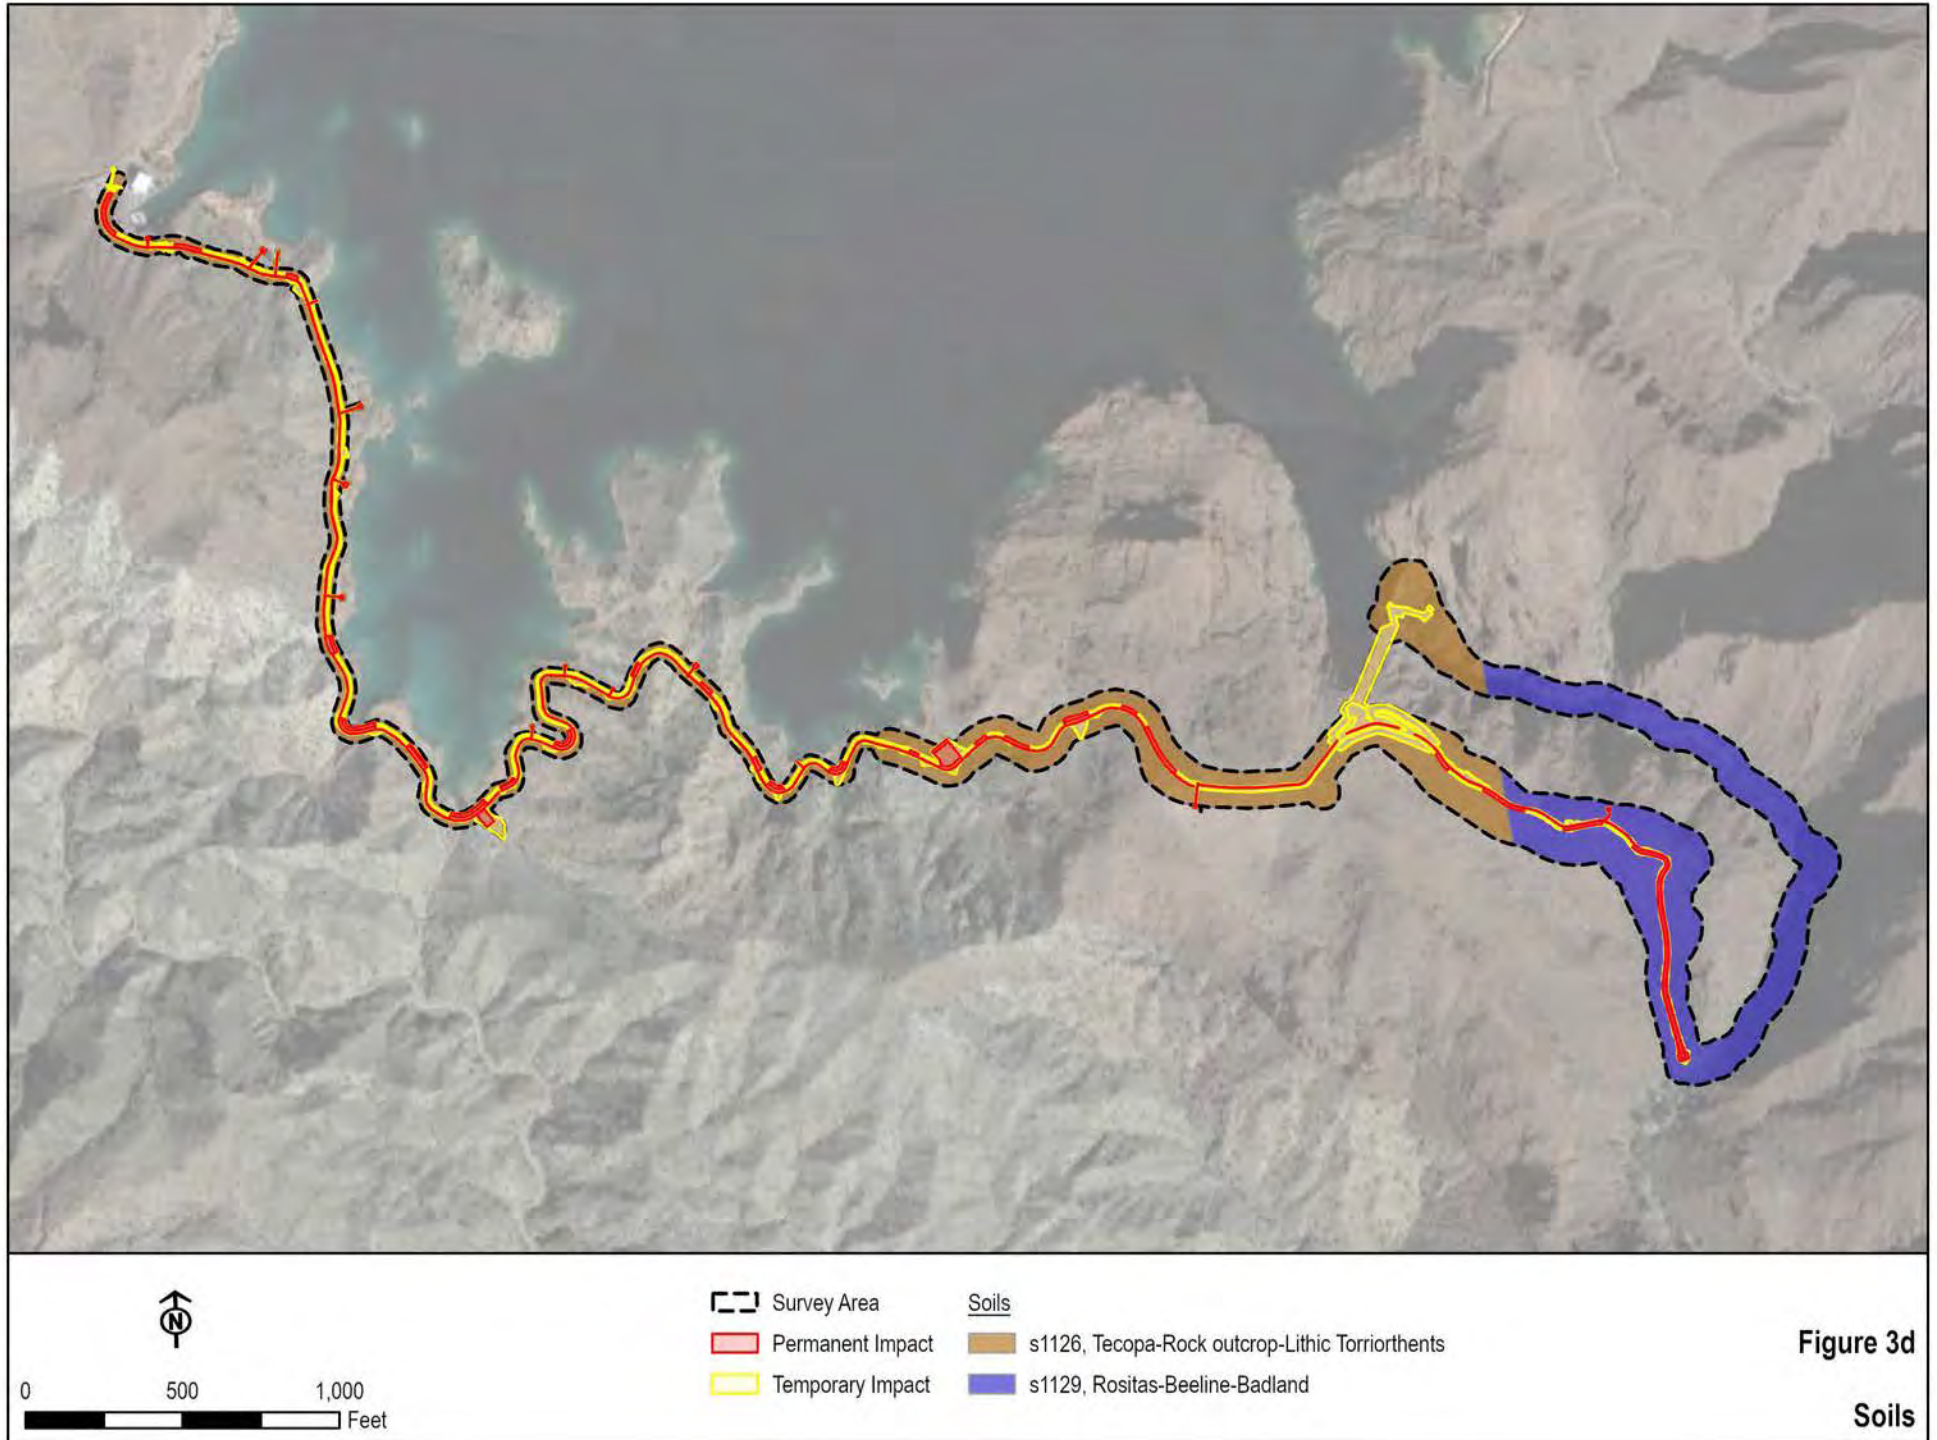 N
0 500 1,000
Feet
Survey Area
Permanent Impact
Temporary Impact
Soils
s1126, Tecopa-Rock outcrop-Lithic Torriorthents
s1129, Rositas-Beeline-Badland
Figure 3d
Soils